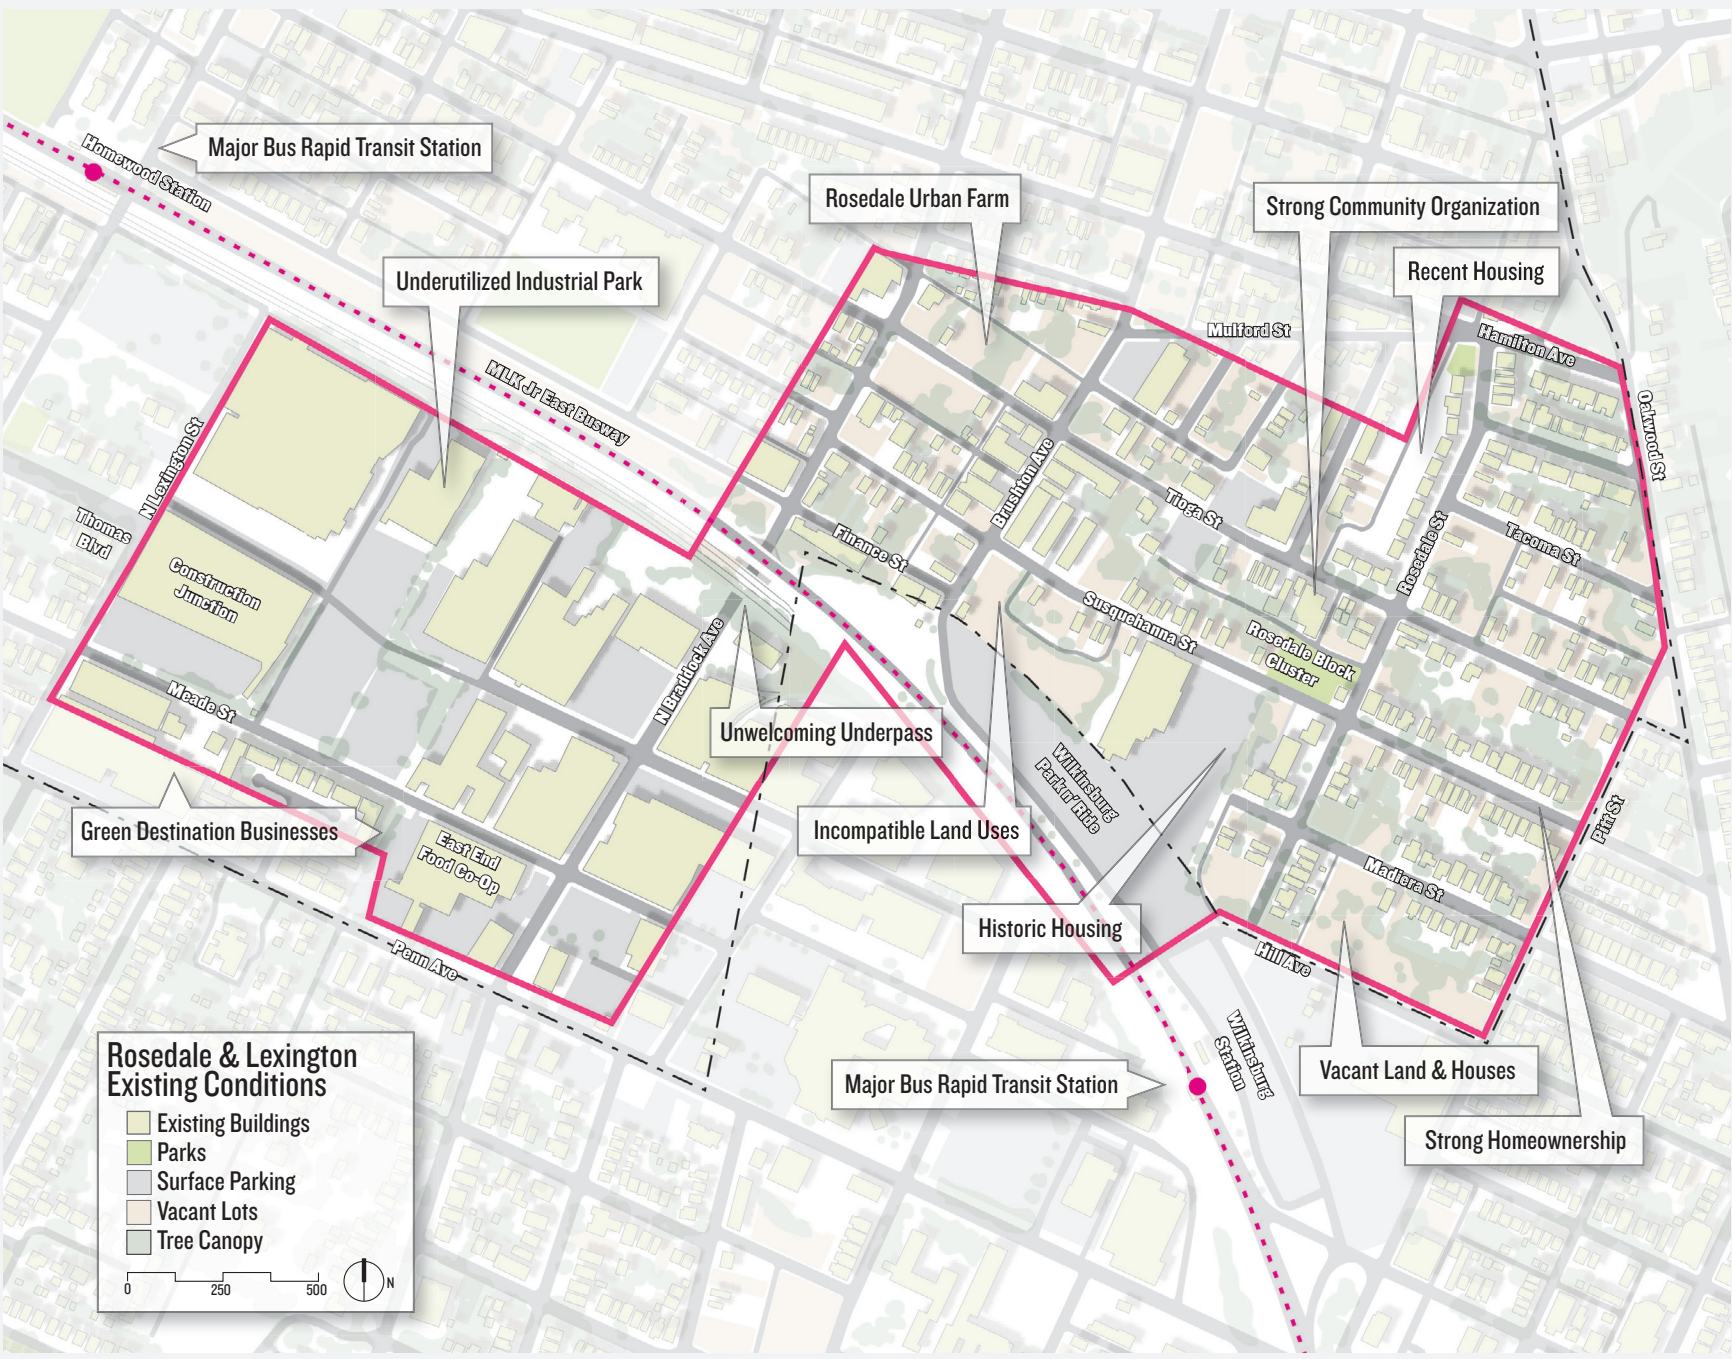 Major Bus Rapid Transit Station
Homewood Station
Rosedale Urban Farm
Strong Community Organization
Recent Housing
Underutilized Industrial Park
Mulford St
Hamilton Ave
MLK Jr East Busway
Oakwood St
N Lexington St
Thomas
Blvd
Brushton Ave
Tioga St
Finance St
Rosedale St
Tacoma St
Construction
Junction
Susquehanna St
Rosedale Block
Cluster
N Braddock Ave
Meade St
Unwelcoming Underpass
Wilkinsburg
Park n' Ride
Green Destination Businesses
Incompatible Land Uses
Pitt St
East End
Food Co-Op
Madiera St
Historic Housing
Penn Ave
Hill Ave
Wilkinsburg
Station
Vacant Land & Houses
Major Bus Rapid Transit Station
Strong Homeownership
Rosedale & Lexington
Existing Conditions
Existing Buildings
Parks
Surface Parking
Vacant Lots
Tree Canopy
0 250 500
N